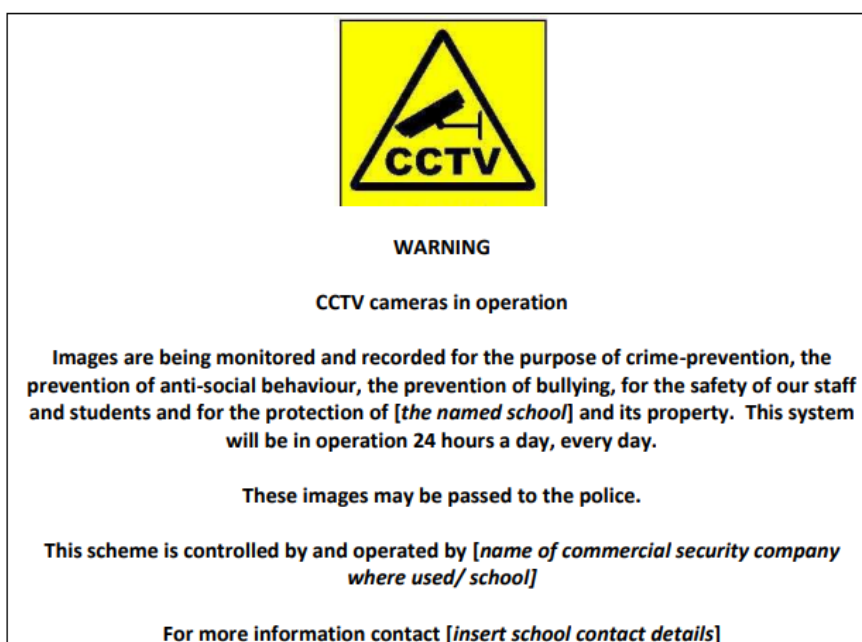 CCTV
WARNING
CCTV cameras in operation
Images are being monitored and recorded for the purpose of crime-prevention, the
prevention of anti-social behaviour, the prevention of bullying, for the safety of our staff
and students and for the protection of [the named school] and its property.  This system
will be in operation 24 hours a day, every day.
These images may be passed to the police.
This scheme is controlled by and operated by [name of commercial security company
where used/ school]
For more information contact [insert school contact details]